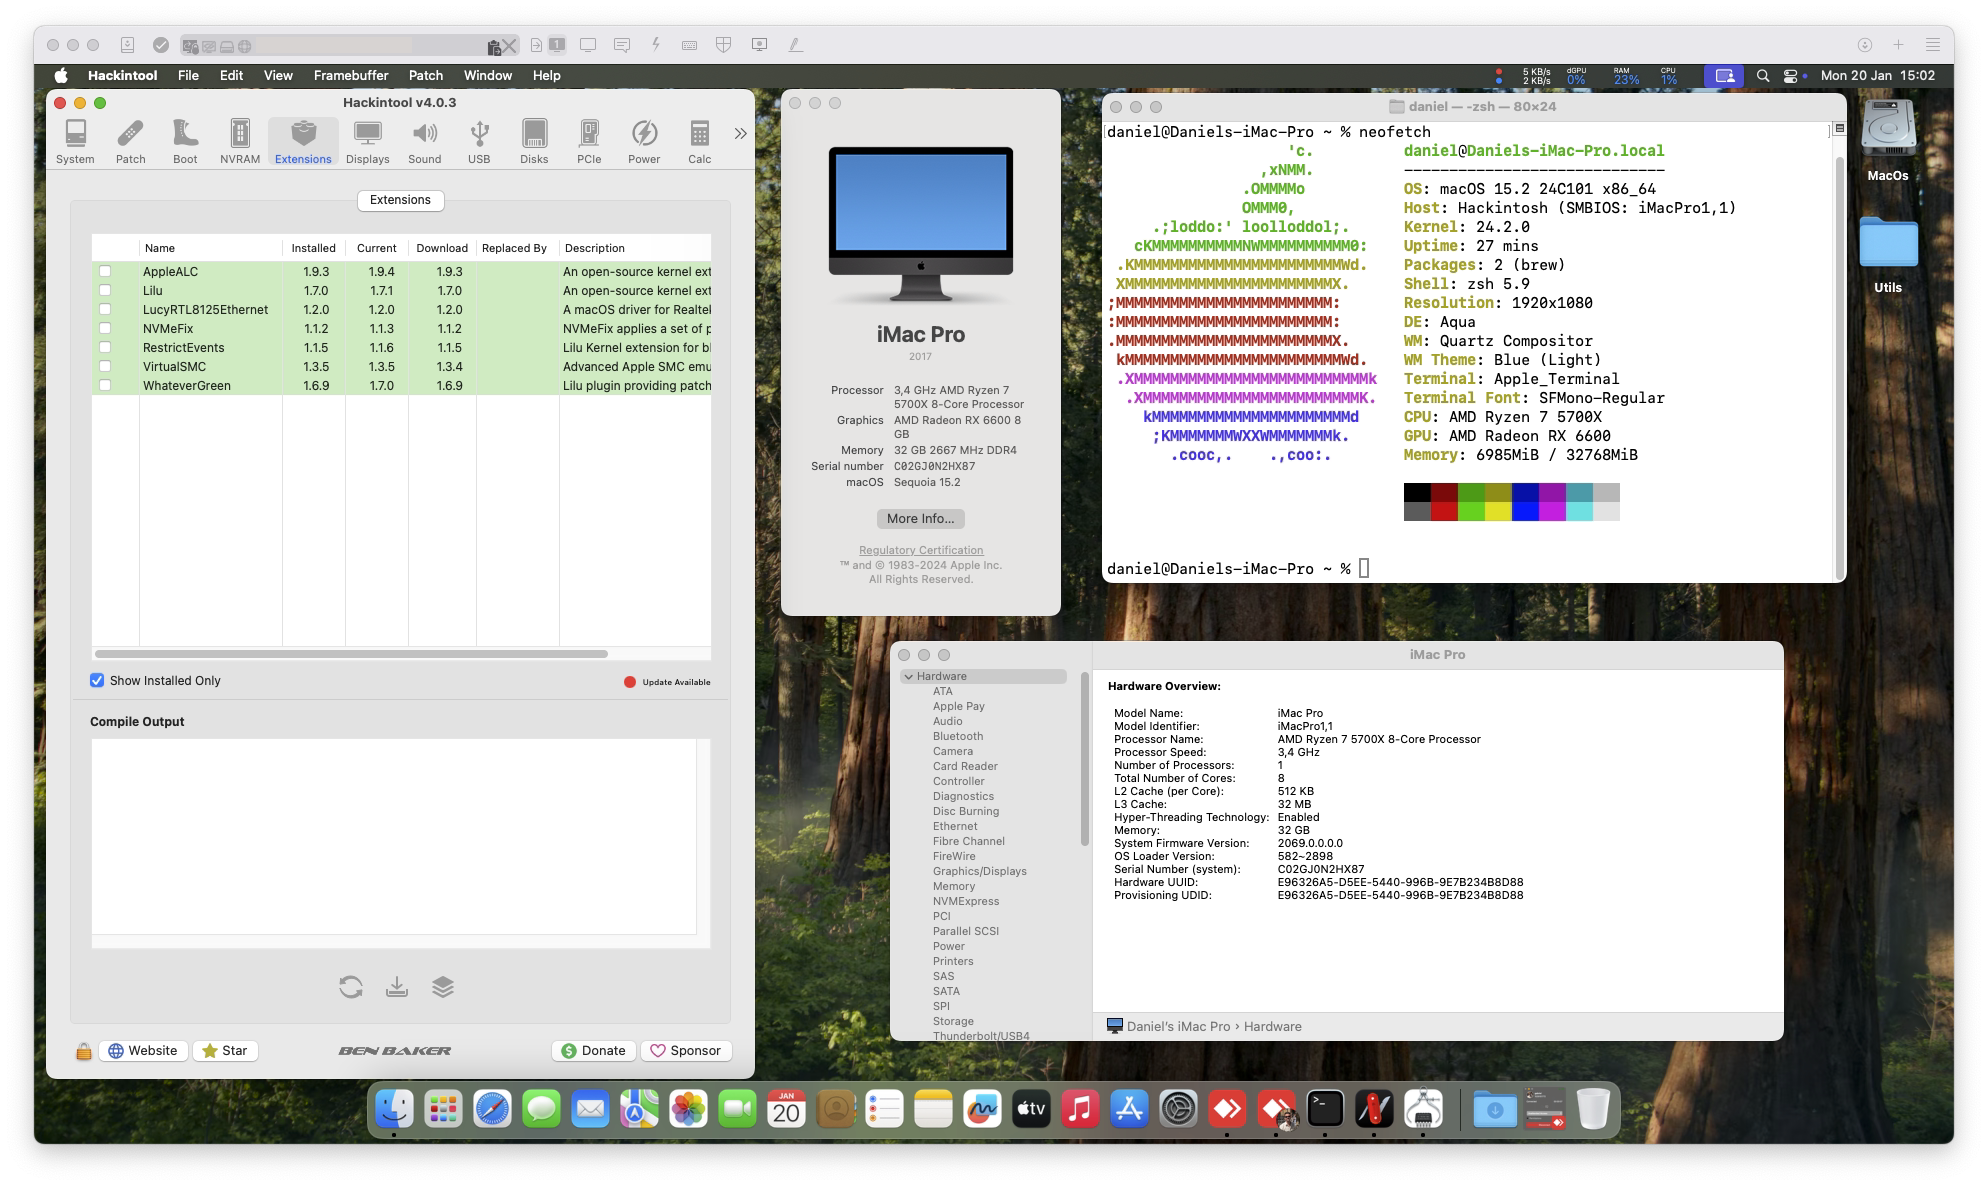 1
Hackintool File Edit View Framebuffer Patch Window Help
5 KB/s
2 KB/s
dGPU
0%
RAM
23%
CPU
1%
Mon 20 Jan 15:02
Hackintool v4.0.3
System Patch Boot NVRAM Extensions Displays Sound USB Disks PCIe Power Calc
Extensions
Name Installed Current Download Replaced By Description
AppleALC 1.9.3 1.9.4 1.9.3 An open-source kernel ext
Lilu 1.7.0 1.7.1 1.7.0 An open-source kernel ext
LucyRTL8125Ethernet 1.2.0 1.2.0 1.2.0 A macOS driver for Realtek
NVMeFix 1.1.2 1.1.3 1.1.2 NVMeFix applies a set of p
RestrictEvents 1.1.5 1.1.6 1.1.5 Lilu Kernel extension for bl
VirtualSMC 1.3.5 1.3.5 1.3.4 Advanced Apple SMC emu
WhateverGreen 1.6.9 1.7.0 1.6.9 Lilu plugin providing patch
Show Installed Only
Update Available
Compile Output
Website
Star
BEN BAKER
Donate
Sponsor
iMac Pro
2017
Processor 3,4 GHz AMD Ryzen 7
5700X 8-Core Processor
Graphics AMD Radeon RX 6600 8
GB
Memory 32 GB 2667 MHz DDR4
Serial number C02GJ0N2HX87
macOS Sequoia 15.2
More Info...
Regulatory Certification
™ and © 1983-2024 Apple Inc.
All Rights Reserved.
daniel — -zsh — 80×24
[daniel@Daniels-iMac-Pro ~ % neofetch ]
'c. daniel@Daniels-iMac-Pro.local
,xNMM. ---------------------------
.OMMMMo OS: macOS 15.2 24C101 x86_64
OMMM0, Host: Hackintosh (SMBIOS: iMacPro1,1)
.;loddo:' loolloddol;. Kernel: 24.2.0
cKMMMMMMMMMMNWMMMMMMMMMM0: Uptime: 27 mins
.KMMMMMMMMMMMMMMMMMMMMMMMWd. Packages: 2 (brew)
XMMMMMMMMMMMMMMMMMMMMMMMX. Shell: zsh 5.9
;MMMMMMMMMMMMMMMMMMMMMMMM: Resolution: 1920x1080
:MMMMMMMMMMMMMMMMMMMMMMMM: DE: Aqua
.MMMMMMMMMMMMMMMMMMMMMMMMX. WM: Quartz Compositor
kMMMMMMMMMMMMMMMMMMMMMMMMWd. WM Theme: Blue (Light)
.XMMMMMMMMMMMMMMMMMMMMMMMMMMk Terminal: Apple_Terminal
.XMMMMMMMMMMMMMMMMMMMMMMMMK. Terminal Font: SFMono-Regular
kMMMMMMMMMMMMMMMMMMMMMMd CPU: AMD Ryzen 7 5700X
;KMMMMMMMWXXWMMMMMMMk. GPU: AMD Radeon RX 6600
.cooc,. .,coo:. Memory: 6985MiB / 32768MiB
daniel@Daniels-iMac-Pro ~ %
MacOs
Utils
iMac Pro
Hardware
ATA
Apple Pay
Audio
Bluetooth
Camera
Card Reader
Controller
Diagnostics
Disc Burning
Ethernet
Fibre Channel
FireWire
Graphics/Displays
Memory
NVMExpress
PCI
Parallel SCSI
Power
Printers
SAS
SATA
SPI
Storage
Thunderbolt/USB4
Hardware Overview:
Model Name: iMac Pro
Model Identifier: iMacPro1,1
Processor Name: AMD Ryzen 7 5700X 8-Core Processor
Processor Speed: 3,4 GHz
Number of Processors: 1
Total Number of Cores: 8
L2 Cache (per Core): 512 KB
L3 Cache: 32 MB
Hyper-Threading Technology: Enabled
Memory: 32 GB
System Firmware Version: 2069.0.0.0.0
OS Loader Version: 582~2898
Serial Number (system): C02GJ0N2HX87
Hardware UUID: E96326A5-D5EE-5440-996B-9E7B234B8D88
Provisioning UDID: E96326A5-D5EE-5440-996B-9E7B234B8D88
Daniel's iMac Pro › Hardware
JAN
20
tv
>_